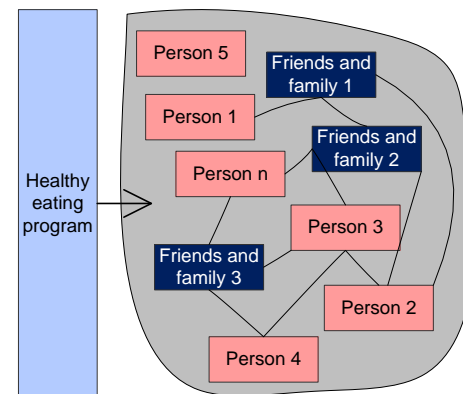 Person 5
Friends and
family 1
Person 1
Friends and
family 2
Person n
Healthy
eating
program
Person 3
Friends and
family 3
Person 2
Person 4